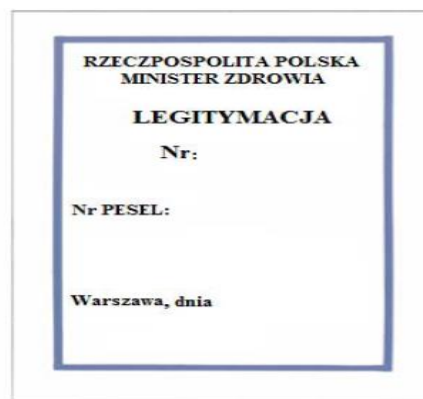 RZECZPOSPOLITA POLSKA
MINISTER ZDROWIA
LEGITYMACJA
Nr:
Nr PESEL:
Warszawa, dnia